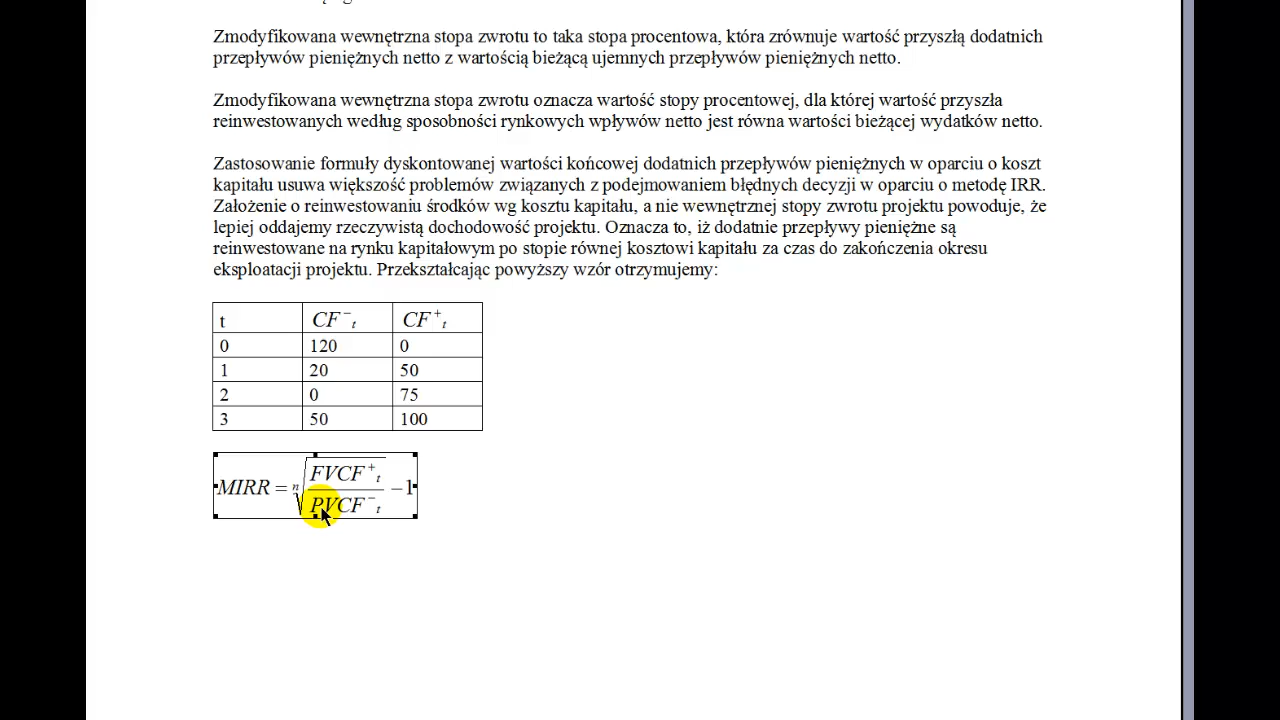 Zmodyfikowana wewnętrzna stopa zwrotu to taka stopa procentowa, która zrównuje wartość przyszłą dodatnich
przepływów pieniężnych netto z wartością bieżącą ujemnych przepływów pieniężnych netto.
Zmodyfikowana wewnętrzna stopa zwrotu oznacza wartość stopy procentowej, dla której wartość przyszła
reinwestowanych według sposobności rynkowych wpływów netto jest równa wartości bieżącej wydatków netto.
Zastosowanie formuły dyskontowanej wartości końcowej dodatnich przepływów pieniężnych w oparciu o koszt
kapitału usuwa większość problemów związanych z podejmowaniem błędnych decyzji w oparciu o metodę IRR.
Założenie o reinwestowaniu środków wg kosztu kapitału, a nie wewnętrznej stopy zwrotu projektu powoduje, że
lepiej oddajemy rzeczywistą dochodowość projektu. Oznacza to, iż dodatnie przepływy pieniężne są
reinwestowane na rynku kapitałowym po stopie równej kosztowi kapitału za czas do zakończenia okresu
eksploatacji projektu. Przekształcając powyższy wzór otrzymujemy:
t CF⁻ₜ CF⁺ₜ
0 120 0
1 20 50
2 0 75
3 50 100
MIRR = ⁿ√(FVCF⁺ₜ / PVCF⁻ₜ) − 1